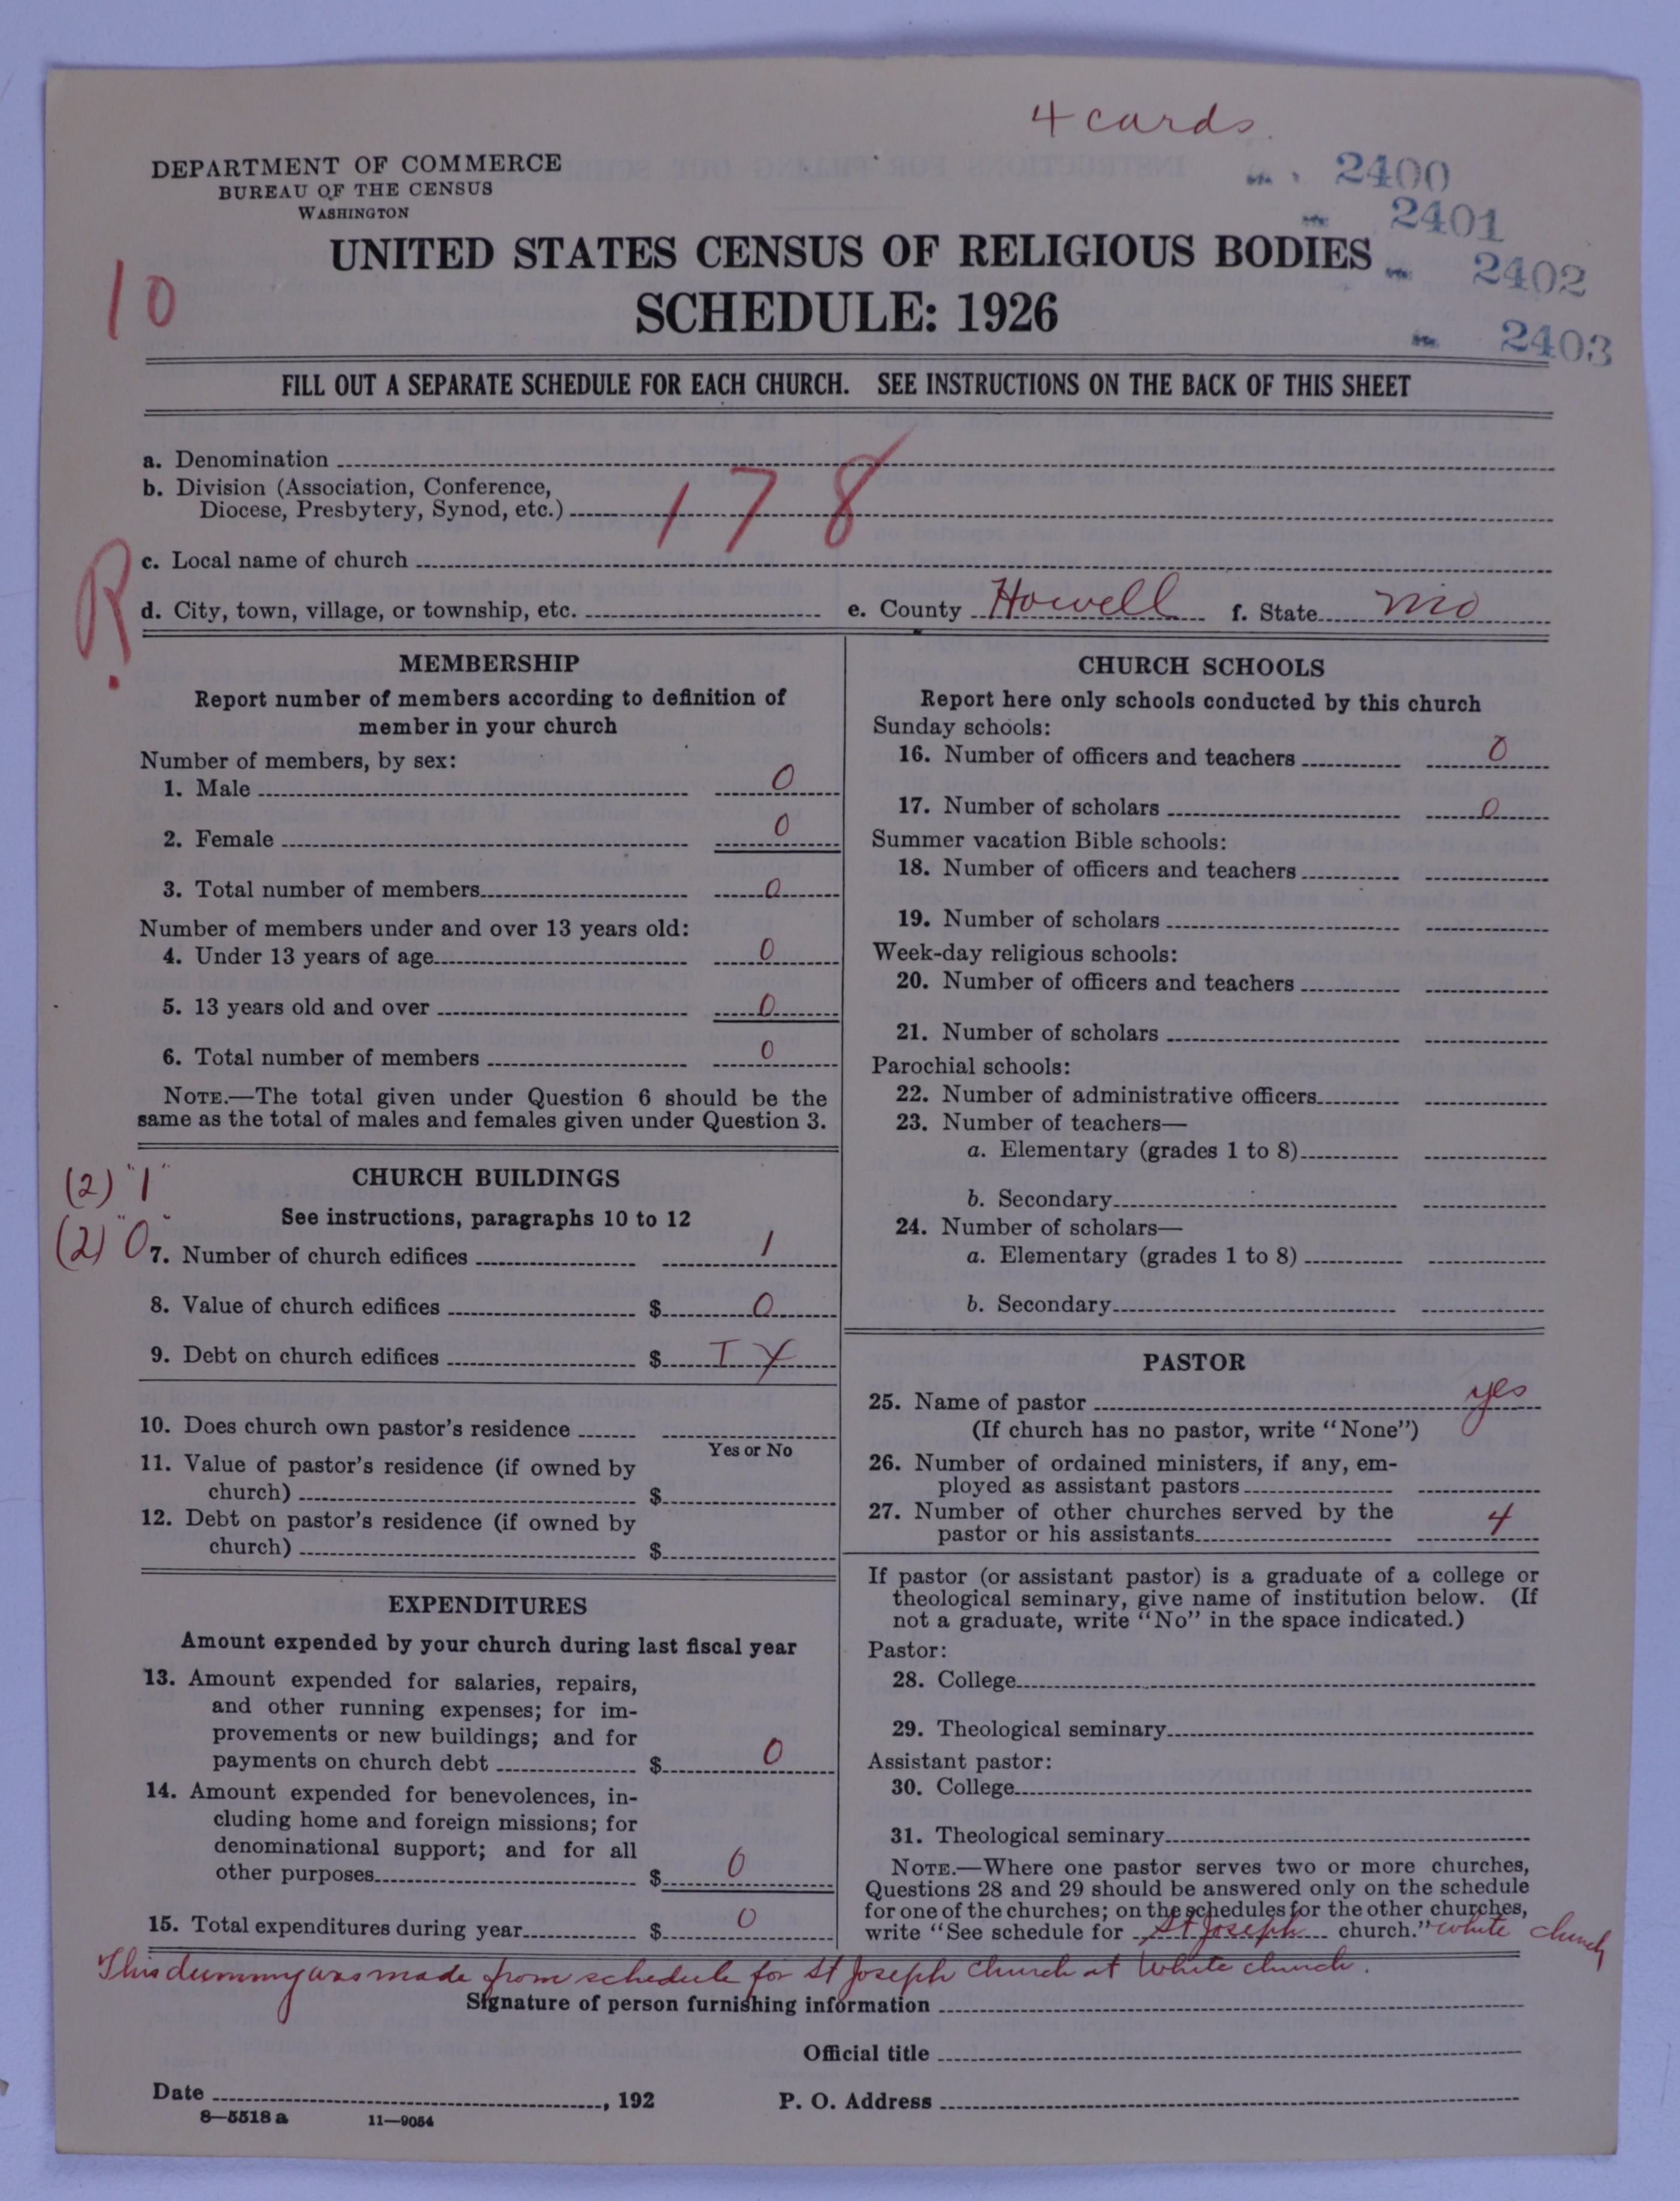 4 cards.
DEPARTMENT OF COMMERCE
BUREAU OF THE CENSUS
WASHINGTON
2400
2401
2402
2403
UNITED STATES CENSUS OF RELIGIOUS BODIES
SCHEDULE: 1926
10
FILL OUT A SEPARATE SCHEDULE FOR EACH CHURCH. SEE INSTRUCTIONS ON THE BACK OF THIS SHEET
a. Denomination
b. Division (Association, Conference,
Diocese, Presbytery, Synod, etc.) 178
c. Local name of church
R.
d. City, town, village, or township, etc. e. County Howell f. State mo
MEMBERSHIP
Report number of members according to definition of
member in your church
Number of members, by sex:
1. Male 0
2. Female 0
3. Total number of members 0
Number of members under and over 13 years old:
4. Under 13 years of age 0
5. 13 years old and over 0
6. Total number of members 0
NOTE.—The total given under Question 6 should be the
same as the total of males and females given under Question 3.
(2) "1"
(2) "0"
CHURCH BUILDINGS
See instructions, paragraphs 10 to 12
7. Number of church edifices 1
8. Value of church edifices $ 0
9. Debt on church edifices $ I Y
10. Does church own pastor's residence
Yes or No
11. Value of pastor's residence (if owned by
church) $
12. Debt on pastor's residence (if owned by
church) $
EXPENDITURES
Amount expended by your church during last fiscal year
13. Amount expended for salaries, repairs,
and other running expenses; for im-
provements or new buildings; and for
payments on church debt $ 0
14. Amount expended for benevolences, in-
cluding home and foreign missions; for
denominational support; and for all
other purposes $ 0
15. Total expenditures during year $ 0
CHURCH SCHOOLS
Report here only schools conducted by this church
Sunday schools:
16. Number of officers and teachers 0
17. Number of scholars 0
Summer vacation Bible schools:
18. Number of officers and teachers
19. Number of scholars
Week-day religious schools:
20. Number of officers and teachers
21. Number of scholars
Parochial schools:
22. Number of administrative officers
23. Number of teachers—
a. Elementary (grades 1 to 8)
b. Secondary
24. Number of scholars—
a. Elementary (grades 1 to 8)
b. Secondary
PASTOR
25. Name of pastor yes
(If church has no pastor, write "None")
26. Number of ordained ministers, if any, em-
ployed as assistant pastors
27. Number of other churches served by the
pastor or his assistants 4
If pastor (or assistant pastor) is a graduate of a college or
theological seminary, give name of institution below. (If
not a graduate, write "No" in the space indicated.)
Pastor:
28. College
29. Theological seminary
Assistant pastor:
30. College
31. Theological seminary
NOTE.—Where one pastor serves two or more churches,
Questions 28 and 29 should be answered only on the schedule
for one of the churches; on the schedules for the other churches,
write "See schedule for St Joseph church." white church
This dummy was made from schedule for St Joseph church at White church.
Signature of person furnishing information
Official title
Date , 192 P. O. Address
8—5518 a 11—9054